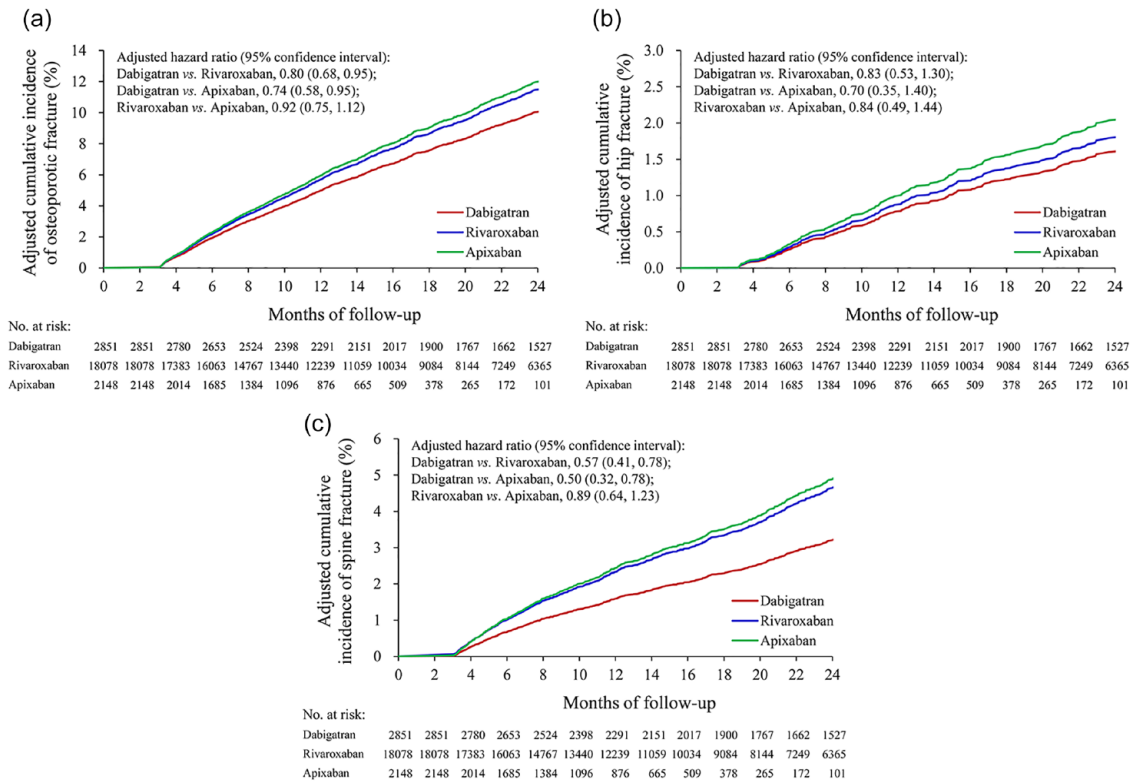 (a)
Adjusted cumulative incidence
of osteoporotic fracture (%)
14
12
10
8
6
4
2
0
Adjusted hazard ratio (95% confidence interval):
Dabigatran vs. Rivaroxaban, 0.80 (0.68, 0.95);
Dabigatran vs. Apixaban, 0.74 (0.58, 0.95);
Rivaroxaban vs. Apixaban, 0.92 (0.75, 1.12)
Dabigatran
Rivaroxaban
Apixaban
0 2 4 6 8 10 12 14 16 18 20 22 24
Months of follow-up
No. at risk:
Dabigatran 2851 2851 2780 2653 2524 2398 2291 2151 2017 1900 1767 1662 1527
Rivaroxaban 18078 18078 17383 16063 14767 13440 12239 11059 10034 9084 8144 7249 6365
Apixaban 2148 2148 2014 1685 1384 1096 876 665 509 378 265 172 101
(b)
Adjusted cumulative
incidence of hip fracture (%)
3.0
2.5
2.0
1.5
1.0
0.5
0.0
Adjusted hazard ratio (95% confidence interval):
Dabigatran vs. Rivaroxaban, 0.83 (0.53, 1.30);
Dabigatran vs. Apixaban, 0.70 (0.35, 1.40);
Rivaroxaban vs. Apixaban, 0.84 (0.49, 1.44)
Dabigatran
Rivaroxaban
Apixaban
0 2 4 6 8 10 12 14 16 18 20 22 24
Months of follow-up
No. at risk:
Dabigatran 2851 2851 2780 2653 2524 2398 2291 2151 2017 1900 1767 1662 1527
Rivaroxaban 18078 18078 17383 16063 14767 13440 12239 11059 10034 9084 8144 7249 6365
Apixaban 2148 2148 2014 1685 1384 1096 876 665 509 378 265 172 101
(c)
Adjusted cumulative
incidence of spine fracture (%)
6
5
4
3
2
1
0
Adjusted hazard ratio (95% confidence interval):
Dabigatran vs. Rivaroxaban, 0.57 (0.41, 0.78);
Dabigatran vs. Apixaban, 0.50 (0.32, 0.78);
Rivaroxaban vs. Apixaban, 0.89 (0.64, 1.23)
Dabigatran
Rivaroxaban
Apixaban
0 2 4 6 8 10 12 14 16 18 20 22 24
Months of follow-up
No. at risk:
Dabigatran 2851 2851 2780 2653 2524 2398 2291 2151 2017 1900 1767 1662 1527
Rivaroxaban 18078 18078 17383 16063 14767 13440 12239 11059 10034 9084 8144 7249 6365
Apixaban 2148 2148 2014 1685 1384 1096 876 665 509 378 265 172 101